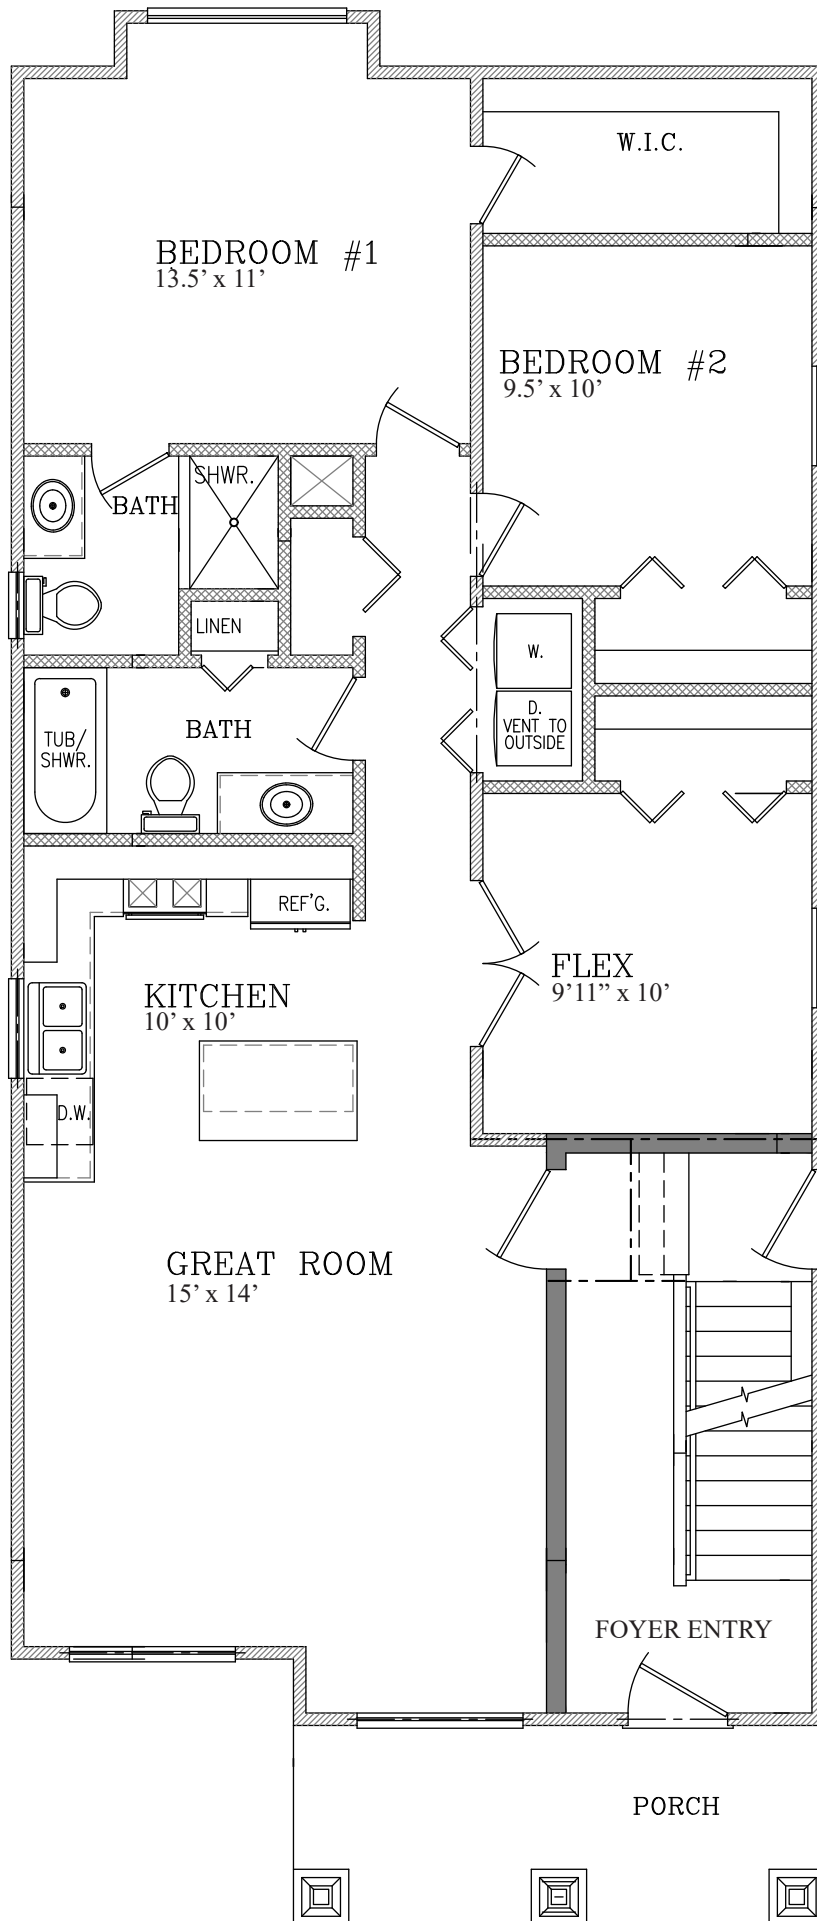 W.I.C.
BEDROOM #1
13.5’ x 11’
BEDROOM #2
9.5’ x 10’
SHWR.
BATH
LINEN
W.
D.
VENT TO
OUTSIDE
BATH
TUB/
SHWR.
REF’G.
FLEX
9’11” x 10’
KITCHEN
10’ x 10’
D.W.
GREAT ROOM
15’ x 14’
FOYER ENTRY
PORCH